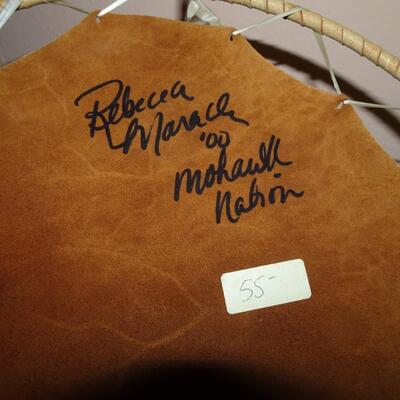 Rebecca
Maracle
'00
Mohawk
Nation
55-